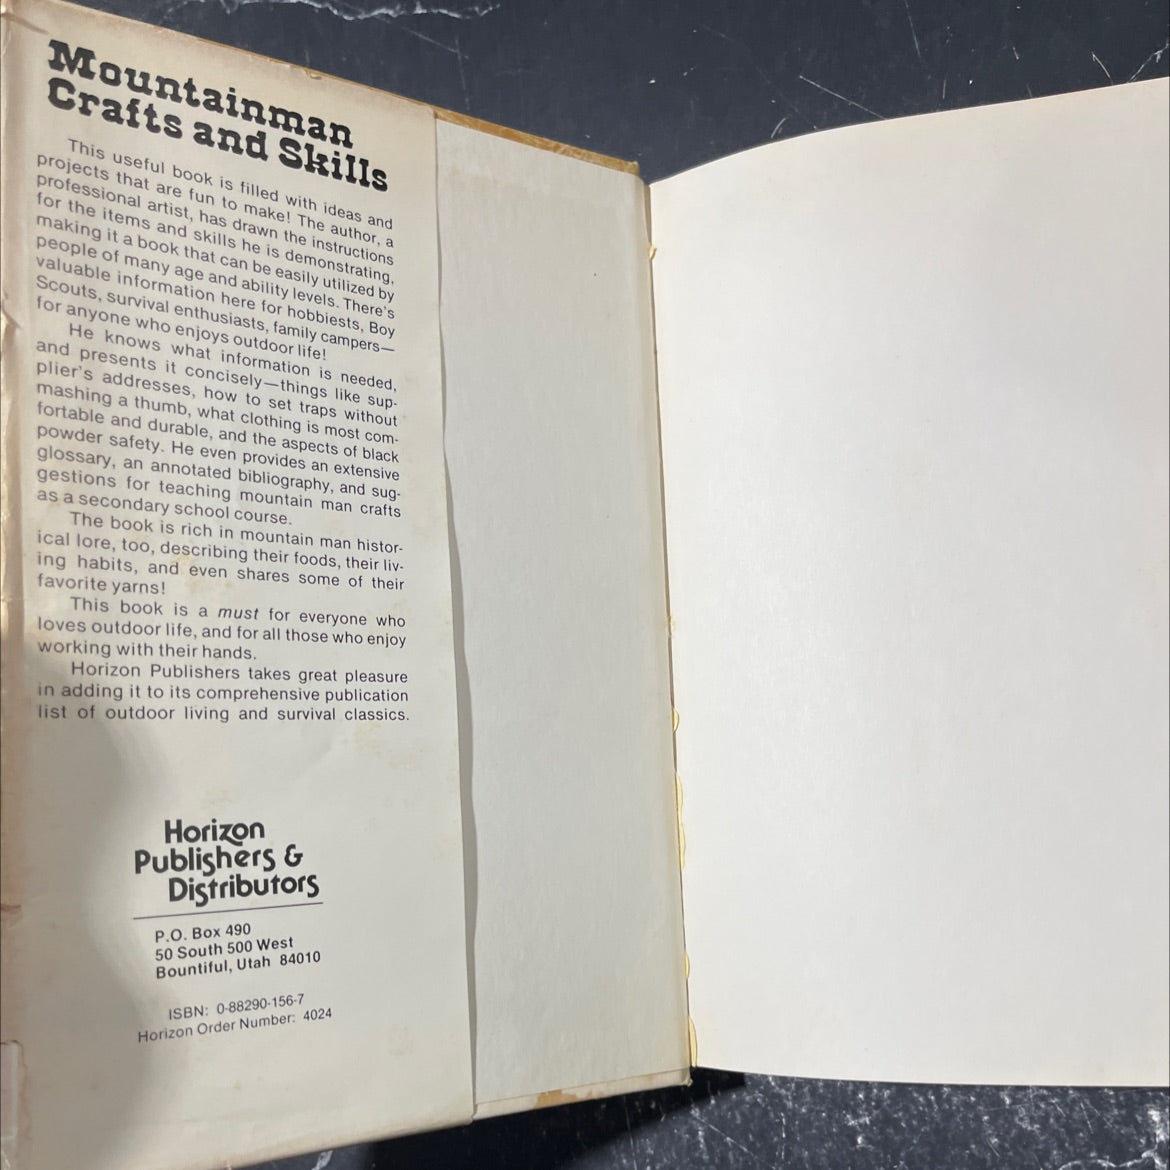 Mountainman
Crafts and Skills
This useful book is filled with ideas and
projects that are fun to make! The author, a
professional artist, has drawn the instructions
for the items and skills he is demonstrating,
making it a book that can be easily utilized by
people of many age and ability levels. There's
valuable information here for hobbiests, Boy
Scouts, survival enthusiasts, family campers—
for anyone who enjoys outdoor life!
He knows what information is needed,
and presents it concisely—things like sup-
plier's addresses, how to set traps without
mashing a thumb, what clothing is most com-
fortable and durable, and the aspects of black
powder safety. He even provides an extensive
glossary, an annotated bibliography, and sug-
gestions for teaching mountain man crafts
as a secondary school course.
The book is rich in mountain man histor-
ical lore, too, describing their foods, their liv-
ing habits, and even shares some of their
favorite yarns!
This book is a must for everyone who
loves outdoor life, and for all those who enjoy
working with their hands.
Horizon Publishers takes great pleasure
in adding it to its comprehensive publication
list of outdoor living and survival classics.
Horizon
Publishers &
Distributors
P.O. Box 490
50 South 500 West
Bountiful, Utah 84010
ISBN: 0-88290-156-7
Horizon Order Number: 4024